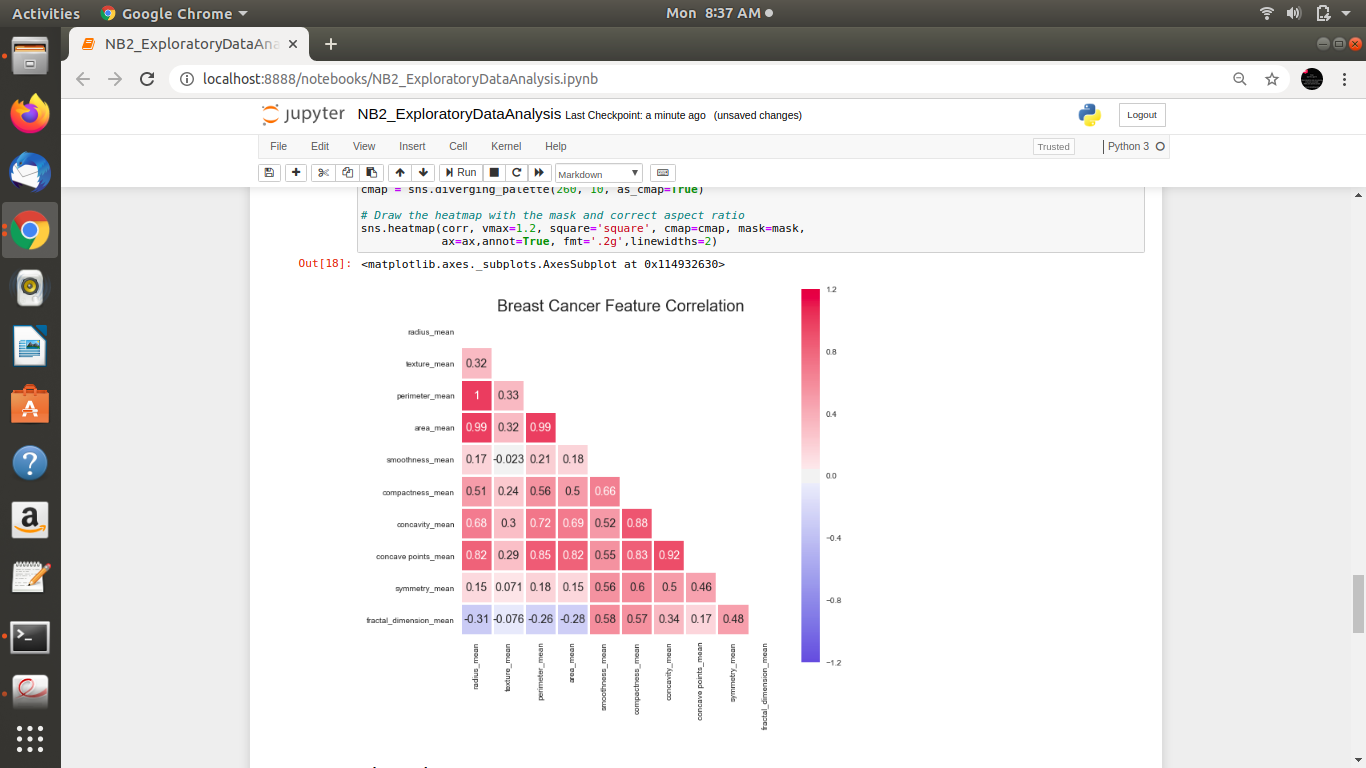 Activities
Google Chrome
Mon 8:37 AM
NB2_ExploratoryDataAna
localhost:8888/notebooks/NB2_ExploratoryDataAnalysis.ipynb
jupyter NB2_ExploratoryDataAnalysis Last Checkpoint: a minute ago (unsaved changes)
Logout
File Edit View Insert Cell Kernel Help
Trusted
Python 3
Run
Markdown
cmap = sns.diverging_palette(260, 10, as_cmap=True)
# Draw the heatmap with the mask and correct aspect ratio
sns.heatmap(corr, vmax=1.2, square='square', cmap=cmap, mask=mask,
ax=ax,annot=True, fmt='.2g',linewidths=2)
Out[18]: <matplotlib.axes._subplots.AxesSubplot at 0x114932630>
Breast Cancer Feature Correlation
radius_mean
texture_mean 0.32
perimeter_mean 1 0.33
area_mean 0.99 0.32 0.99
smoothness_mean 0.17 -0.023 0.21 0.18
compactness_mean 0.51 0.24 0.56 0.5 0.66
concavity_mean 0.68 0.3 0.72 0.69 0.52 0.88
concave points_mean 0.82 0.29 0.85 0.82 0.55 0.83 0.92
symmetry_mean 0.15 0.071 0.18 0.15 0.56 0.6 0.5 0.46
fractal_dimension_mean -0.31 -0.076 -0.26 -0.28 0.58 0.57 0.34 0.17 0.48
radius_mean
texture_mean
perimeter_mean
area_mean
smoothness_mean
compactness_mean
concavity_mean
concave points_mean
symmetry_mean
fractal_dimension_mean
1.2
0.8
0.4
0.0
−0.4
−0.8
−1.2